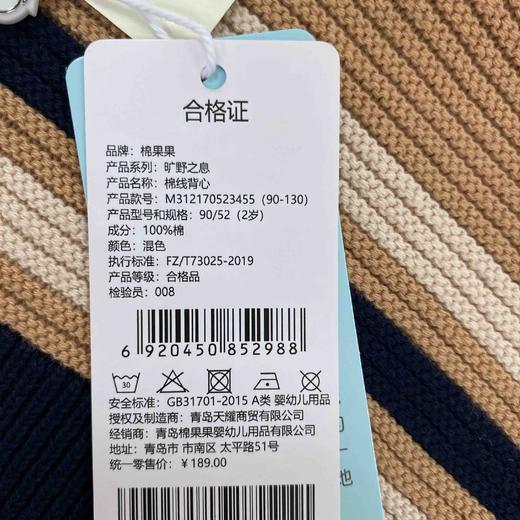 合格证
品牌：棉果果
产品系列：旷野之息
产品名称：棉线背心
产品款号：M312170523455（90-130）
产品型号和规格：90/52（2岁）
成分：100%棉
颜色：混色
执行标准：FZ/T73025-2019
产品等级：合格品
检验员：008
6 920450 852988
30
安全标准：GB31701-2015 A类 婴幼儿用品
授权及制造商：青岛天耀商贸有限公司
经销商：青岛棉果果婴幼儿用品有限公司
地址：青岛市 市南区 太平路51号
统一零售价：￥189.00
地